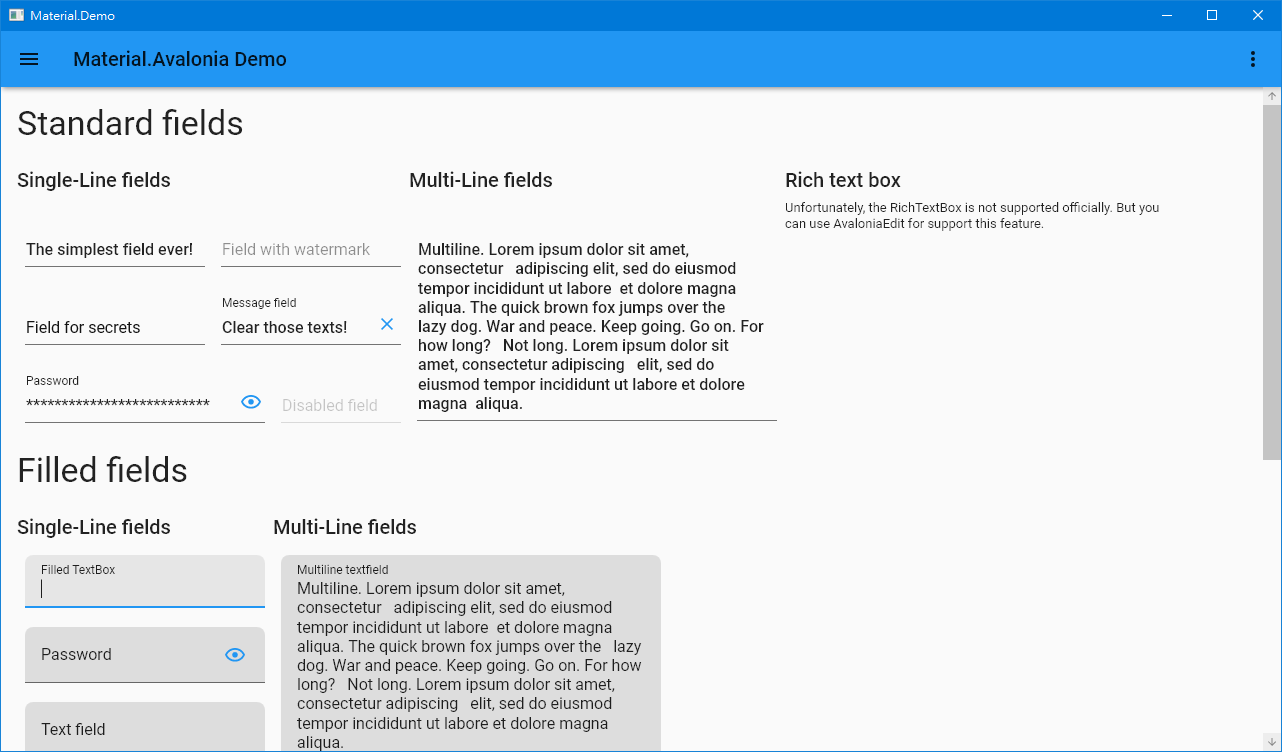 Material.Demo
Material.Avalonia Demo
Standard fields
Single-Line fields
Multi-Line fields
Rich text box
Unfortunately, the RichTextBox is not supported officially. But you
can use AvaloniaEdit for support this feature.
The simplest field ever!
Field with watermark
Message field
Field for secrets
Clear those texts!
Password
**************************
Disabled field
Multiline. Lorem ipsum dolor sit amet,
consectetur   adipiscing elit, sed do eiusmod
tempor incididunt ut labore  et dolore magna
aliqua. The quick brown fox jumps over the
lazy dog. War and peace. Keep going. Go on. For
how long?   Not long. Lorem ipsum dolor sit
amet, consectetur adipiscing   elit, sed do
eiusmod tempor incididunt ut labore et dolore
magna  aliqua.
Filled fields
Single-Line fields
Multi-Line fields
Filled TextBox
Password
Text field
Multiline textfield
Multiline. Lorem ipsum dolor sit amet,
consectetur   adipiscing elit, sed do eiusmod
tempor incididunt ut labore  et dolore magna
aliqua. The quick brown fox jumps over the   lazy
dog. War and peace. Keep going. Go on. For how
long?   Not long. Lorem ipsum dolor sit amet,
consectetur adipiscing   elit, sed do eiusmod
tempor incididunt ut labore et dolore magna
aliqua.